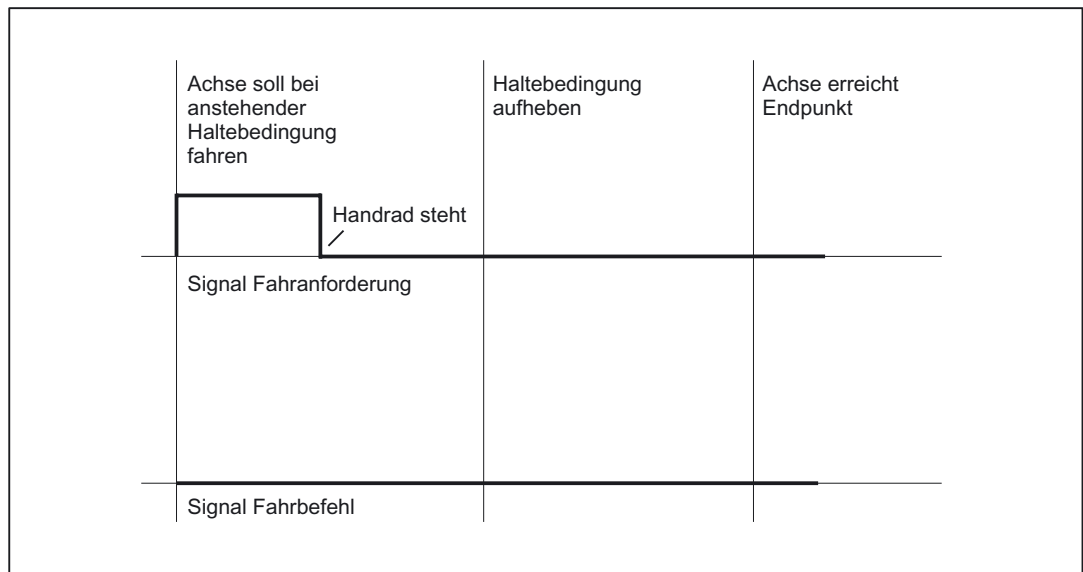 Achse soll bei
anstehender
Haltebedingung
fahren
Haltebedingung
aufheben
Achse erreicht
Endpunkt
Handrad steht
Signal Fahranforderung
Signal Fahrbefehl